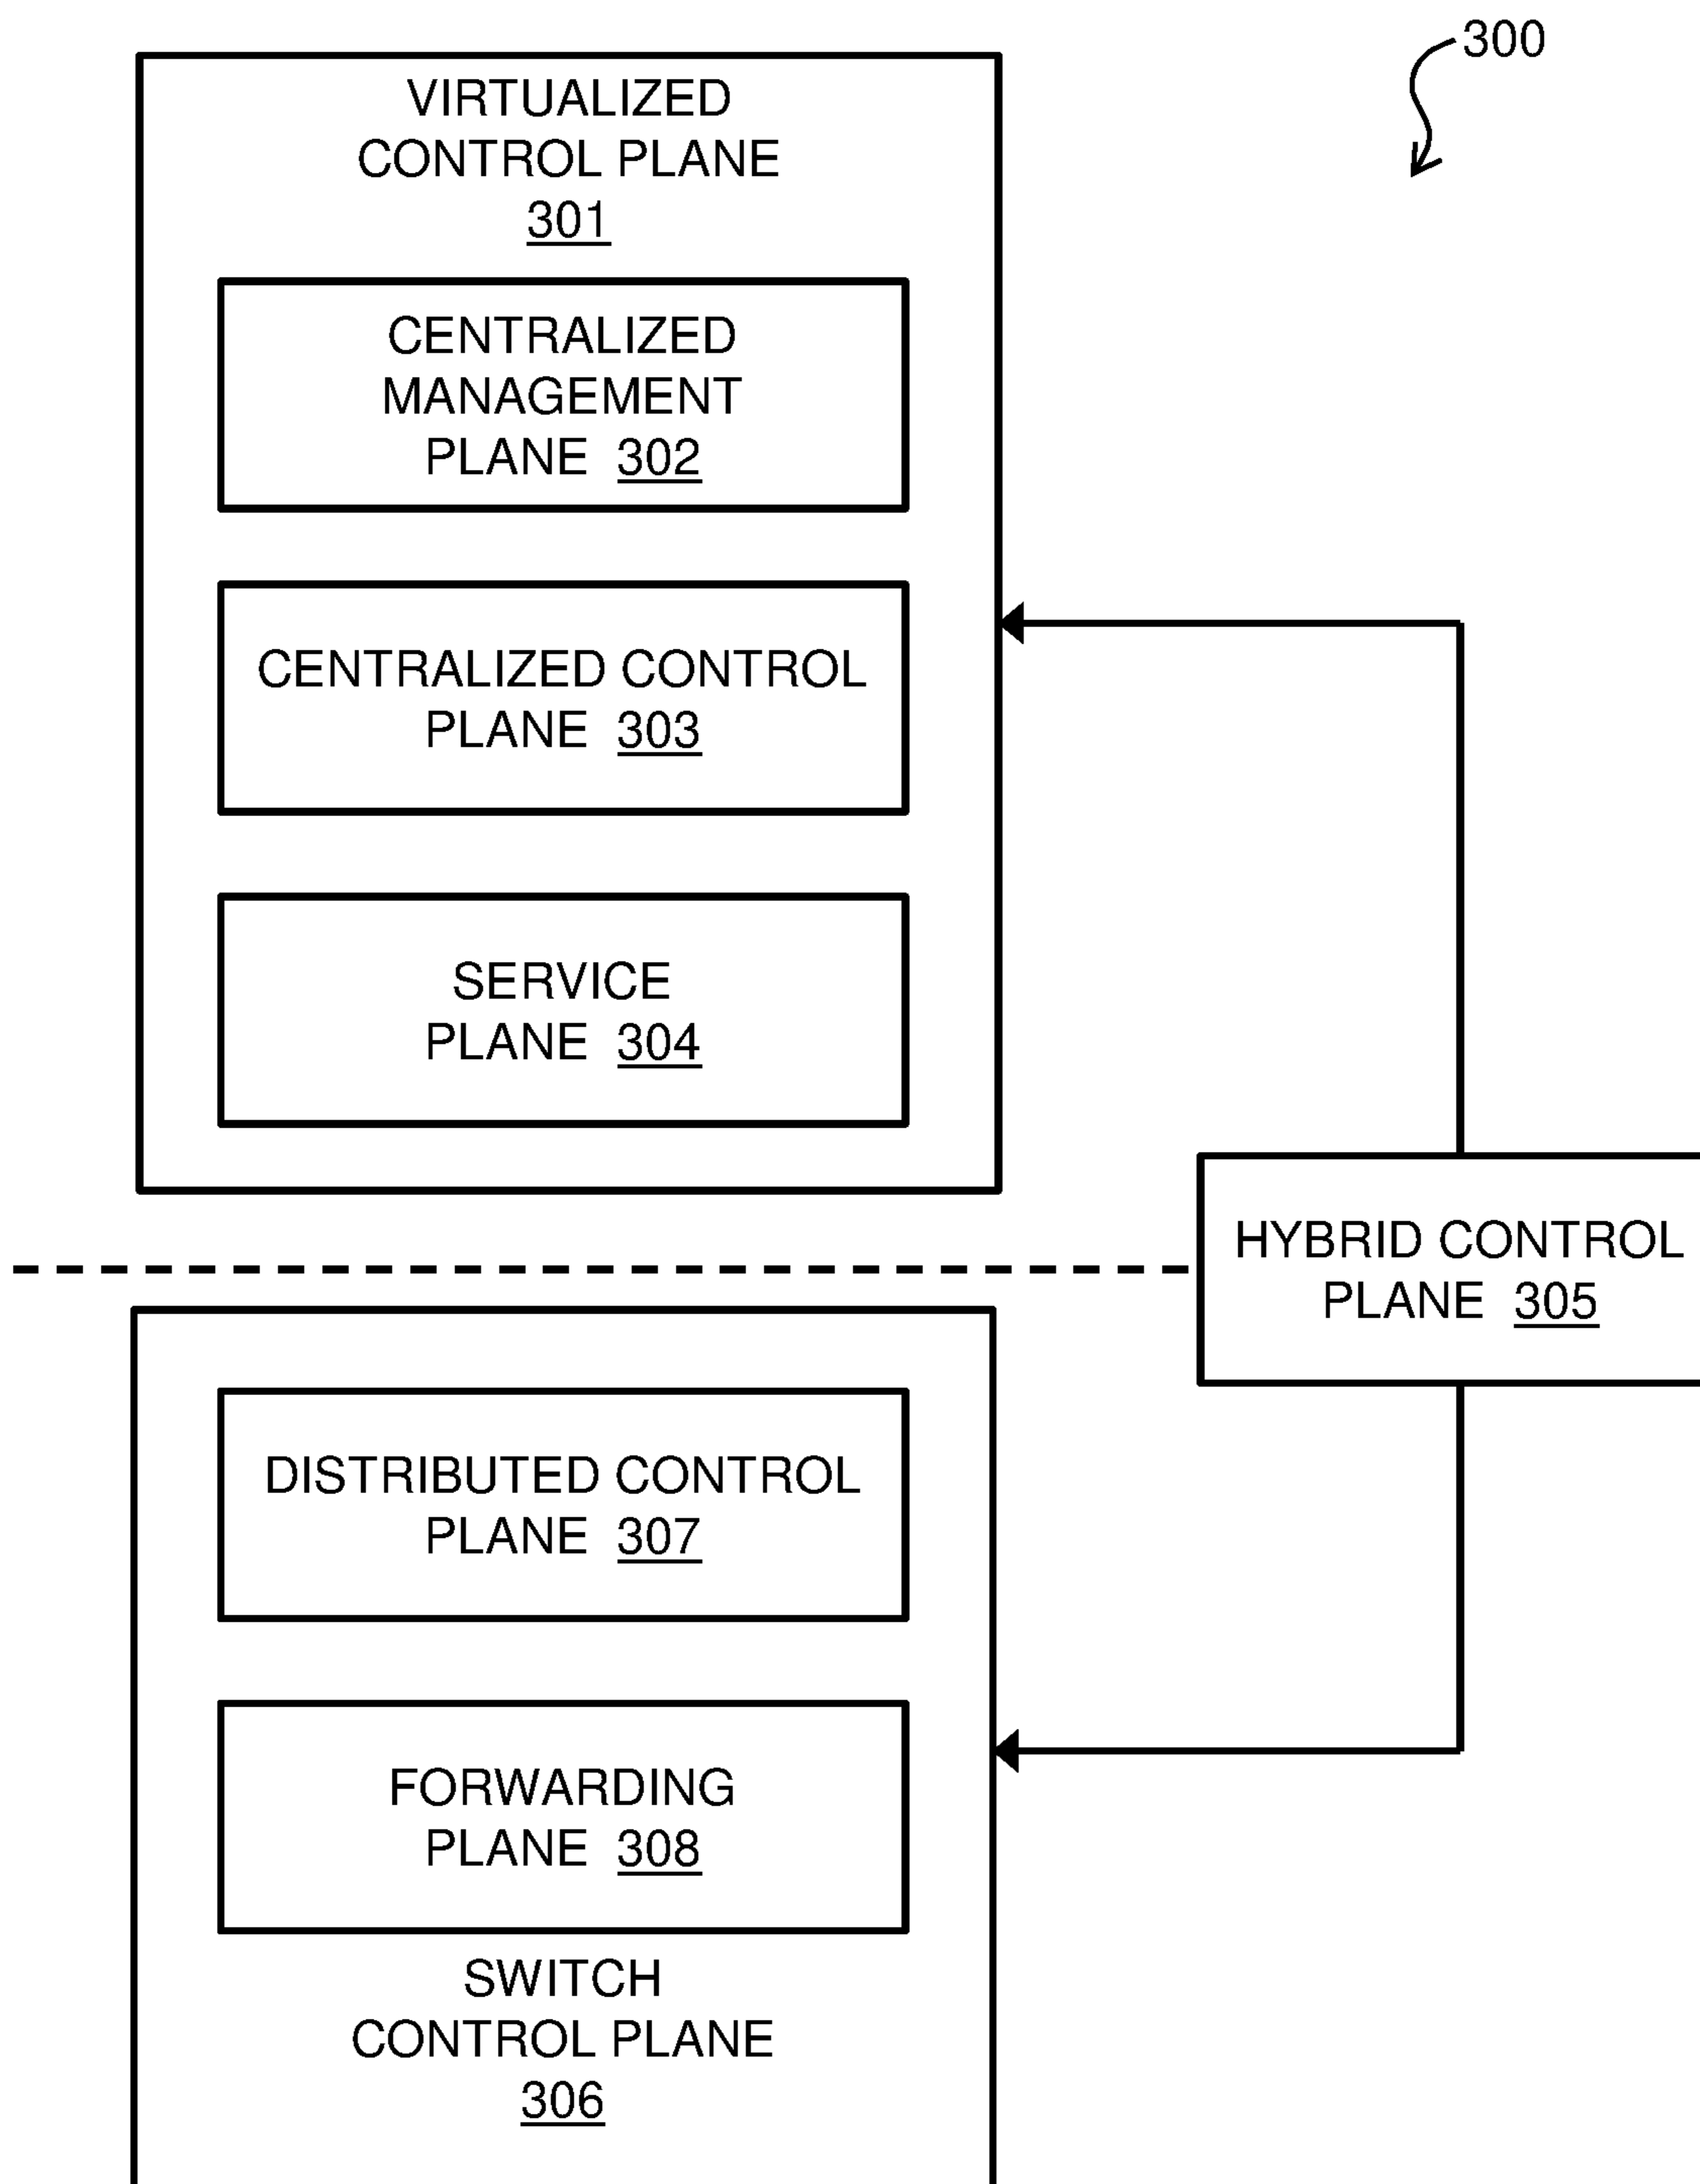 300
VIRTUALIZED
CONTROL PLANE
301
CENTRALIZED
MANAGEMENT
PLANE 302
CENTRALIZED CONTROL
PLANE 303
SERVICE
PLANE 304
HYBRID CONTROL
PLANE 305
DISTRIBUTED CONTROL
PLANE 307
FORWARDING
PLANE 308
SWITCH
CONTROL PLANE
306